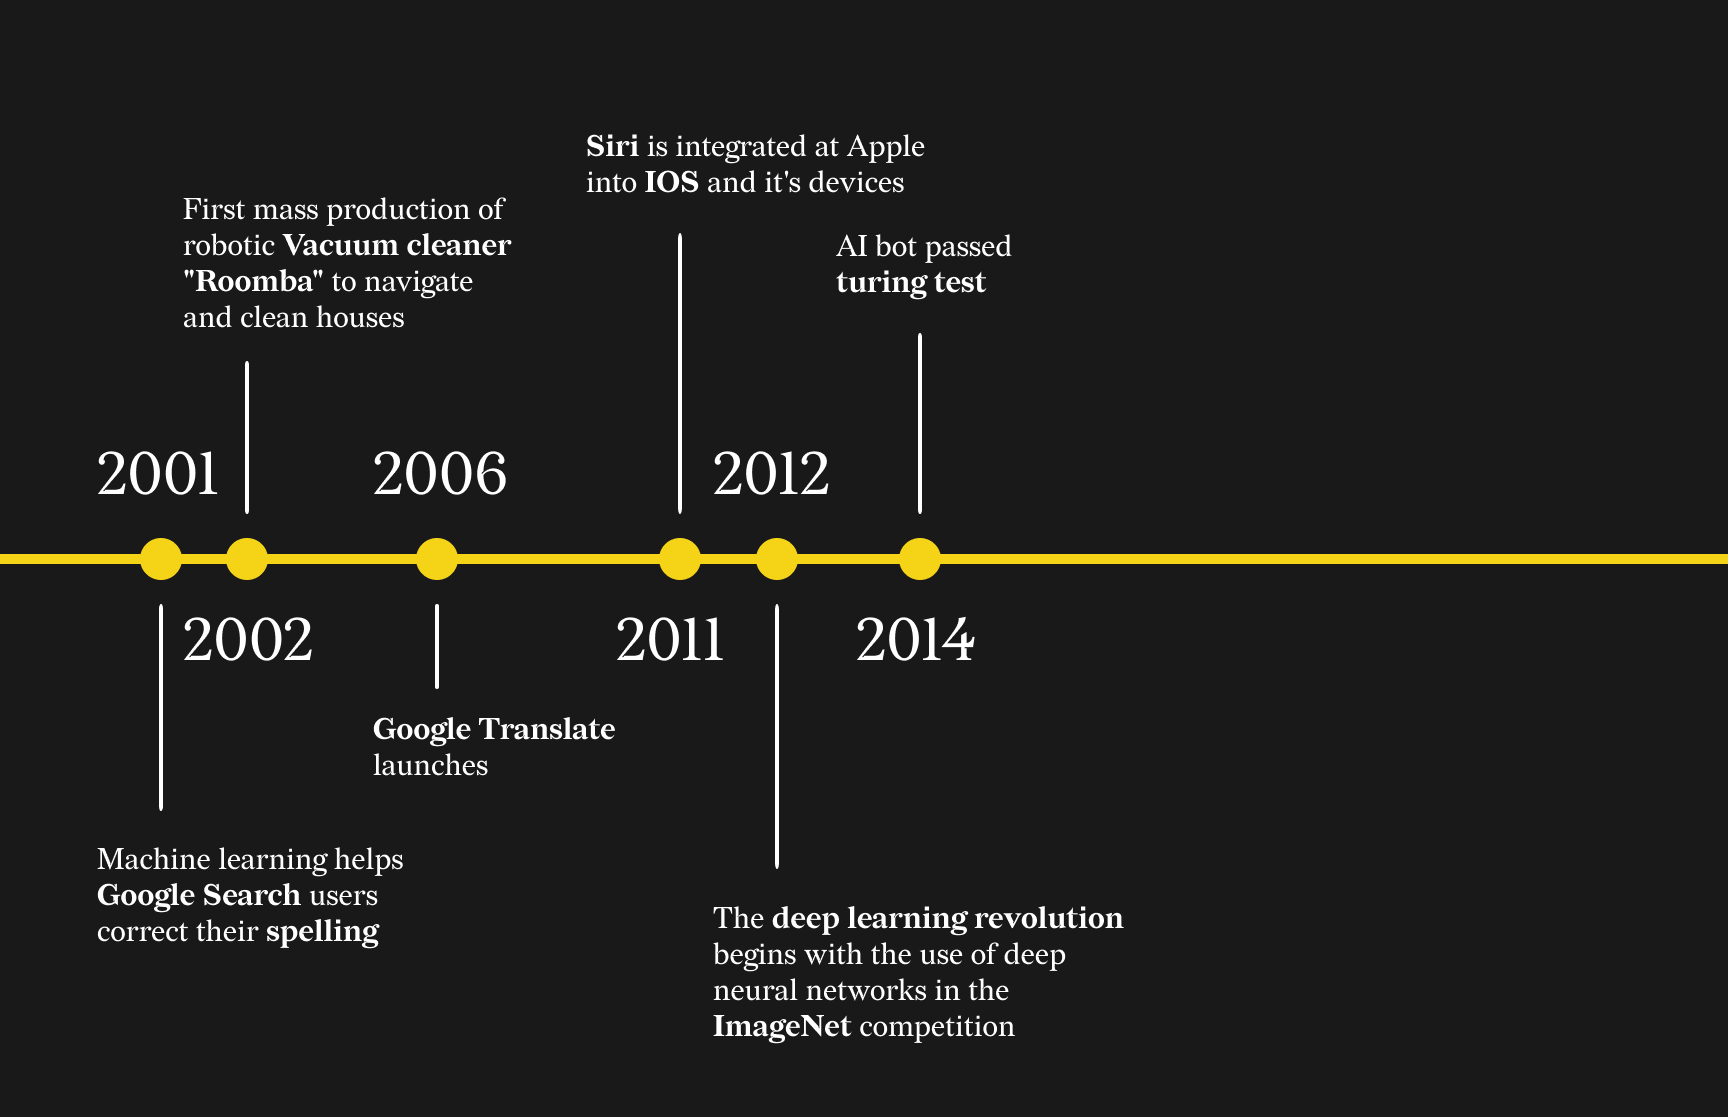 Siri is integrated at Apple
into IOS and it's devices
First mass production of
robotic Vacuum cleaner
"Roomba" to navigate
and clean houses
AI bot passed
turing test
2001
2006
2012
2002
2011
2014
Google Translate
launches
Machine learning helps
Google Search users
correct their spelling
The deep learning revolution
begins with the use of deep
neural networks in the
ImageNet competition